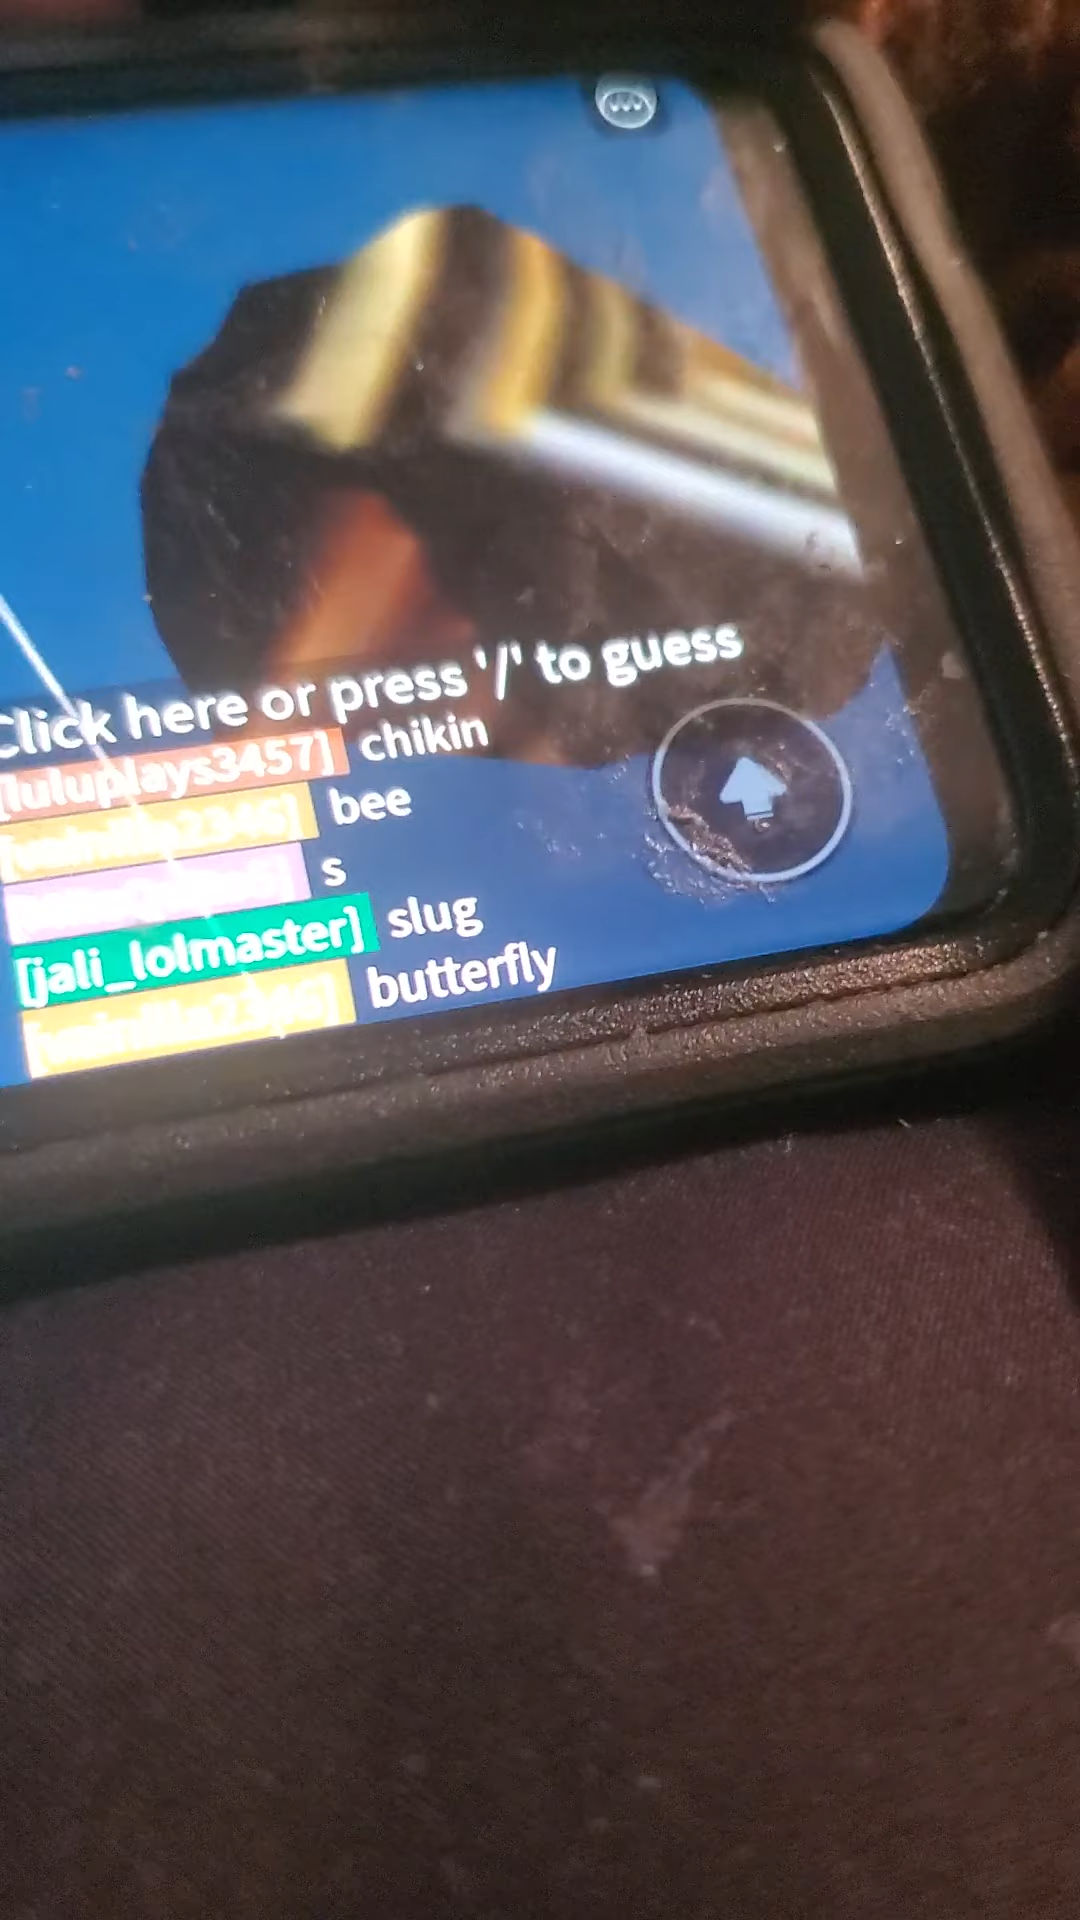 Click here or press '/' to guess
[luluplays3457] chikin
bee
s
[jali_lolmaster] slug
butterfly